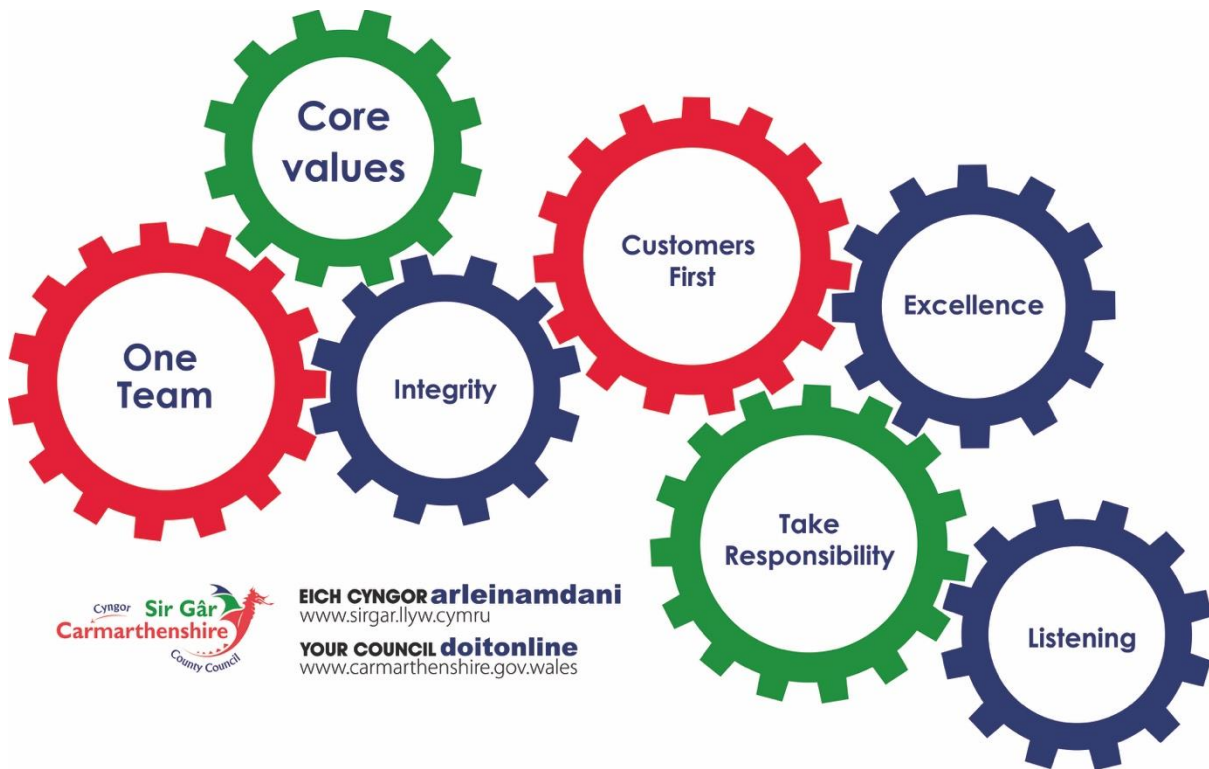 Core
values
Customers
First
Excellence
One
Team
Integrity
Take
Responsibility
Listening
Cyngor
Sir Gâr
Carmarthenshire
County Council
EICH CYNGOR arleinamdani
www.sirgar.llyw.cymru
YOUR COUNCIL doitonline
www.carmarthenshire.gov.wales